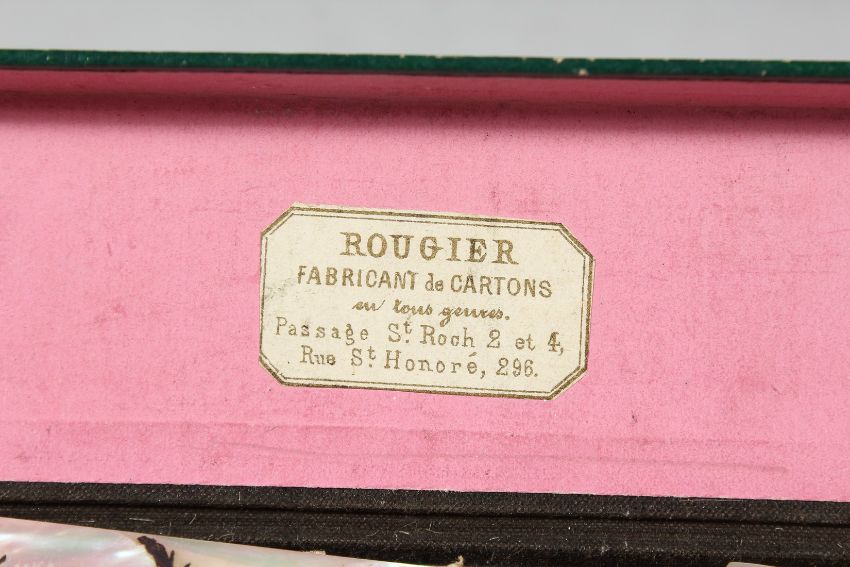 ROUGIER
FABRICANT de CARTONS
en tous genres.
Passage St Roch 2 et 4,
Rue St Honoré, 296.